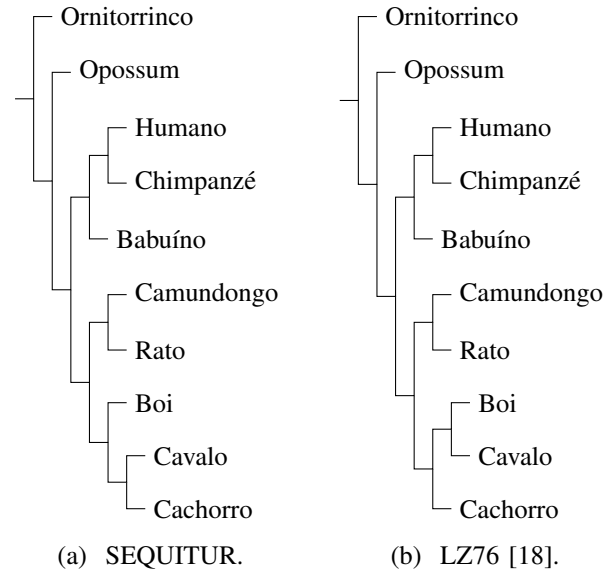 Ornitorrinco
Opossum
Humano
Chimpanzé
Babuíno
Camundongo
Rato
Boi
Cavalo
Cachorro
(a) SEQUITUR.
Ornitorrinco
Opossum
Humano
Chimpanzé
Babuíno
Camundongo
Rato
Boi
Cavalo
Cachorro
(b) LZ76 [18].